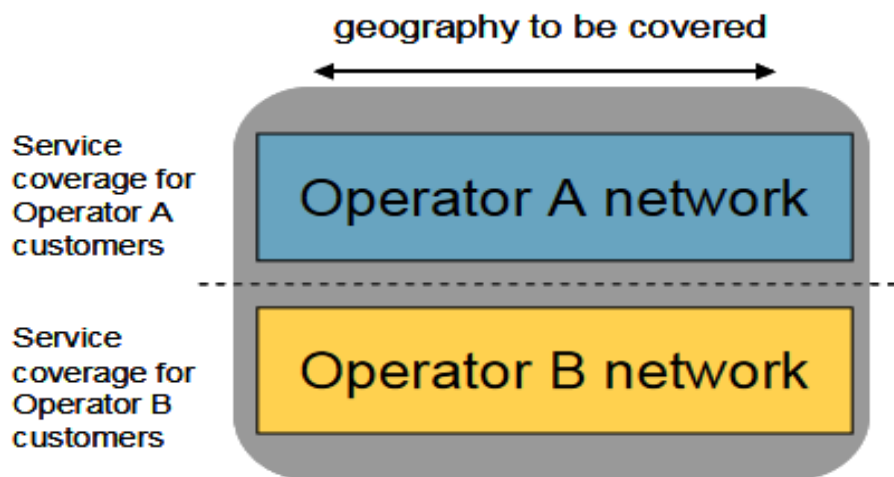 geography to be covered
Service
coverage for
Operator A
customers
Operator A network
Service
coverage for
Operator B
customers
Operator B network